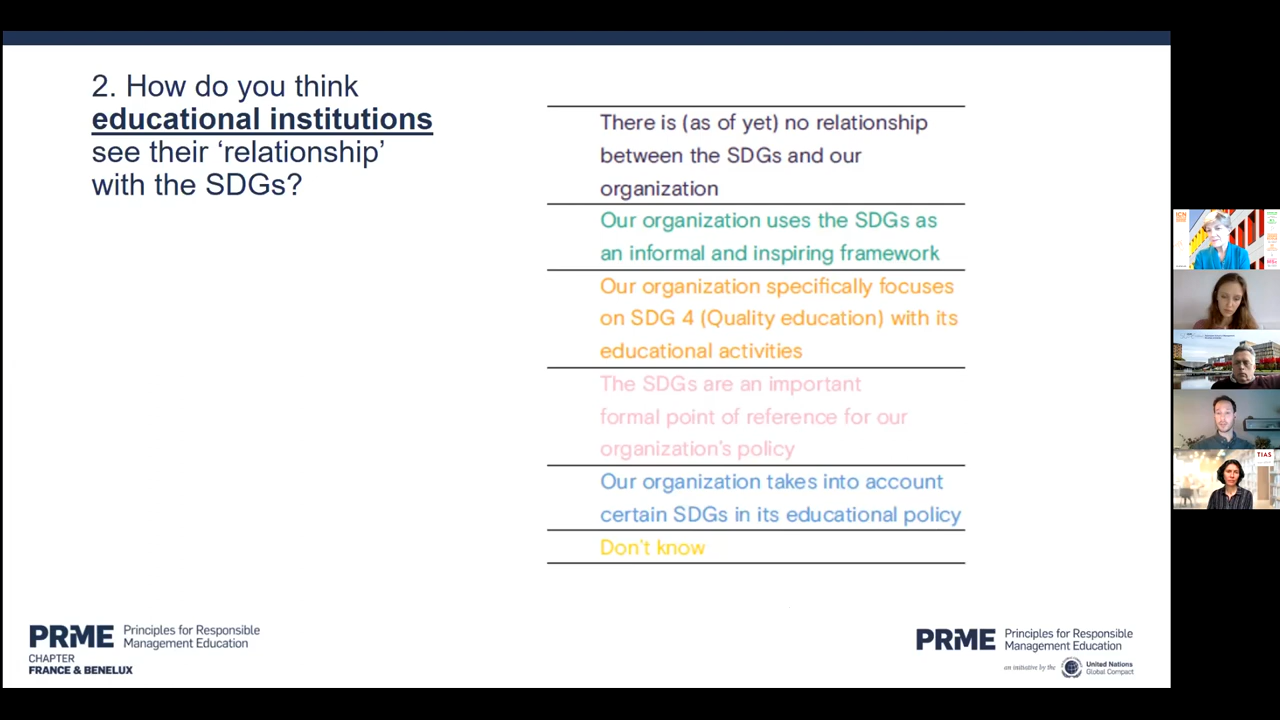 2. How do you think
educational institutions
see their ‘relationship’
with the SDGs?
There is (as of yet) no relationship
between the SDGs and our
organization
Our organization uses the SDGs as
an informal and inspiring framework
Our organization specifically focuses
on SDG 4 (Quality education) with its
educational activities
The SDGs are an important
formal point of reference for our
organization's policy
Our organization takes into account
certain SDGs in its educational policy
Don't know
PRME Principles for Responsible
Management Education
CHAPTER
FRANCE & BENELUX
PRME Principles for Responsible
Management Education
an initiative by the United Nations
Global Compact
ICN
TIAS